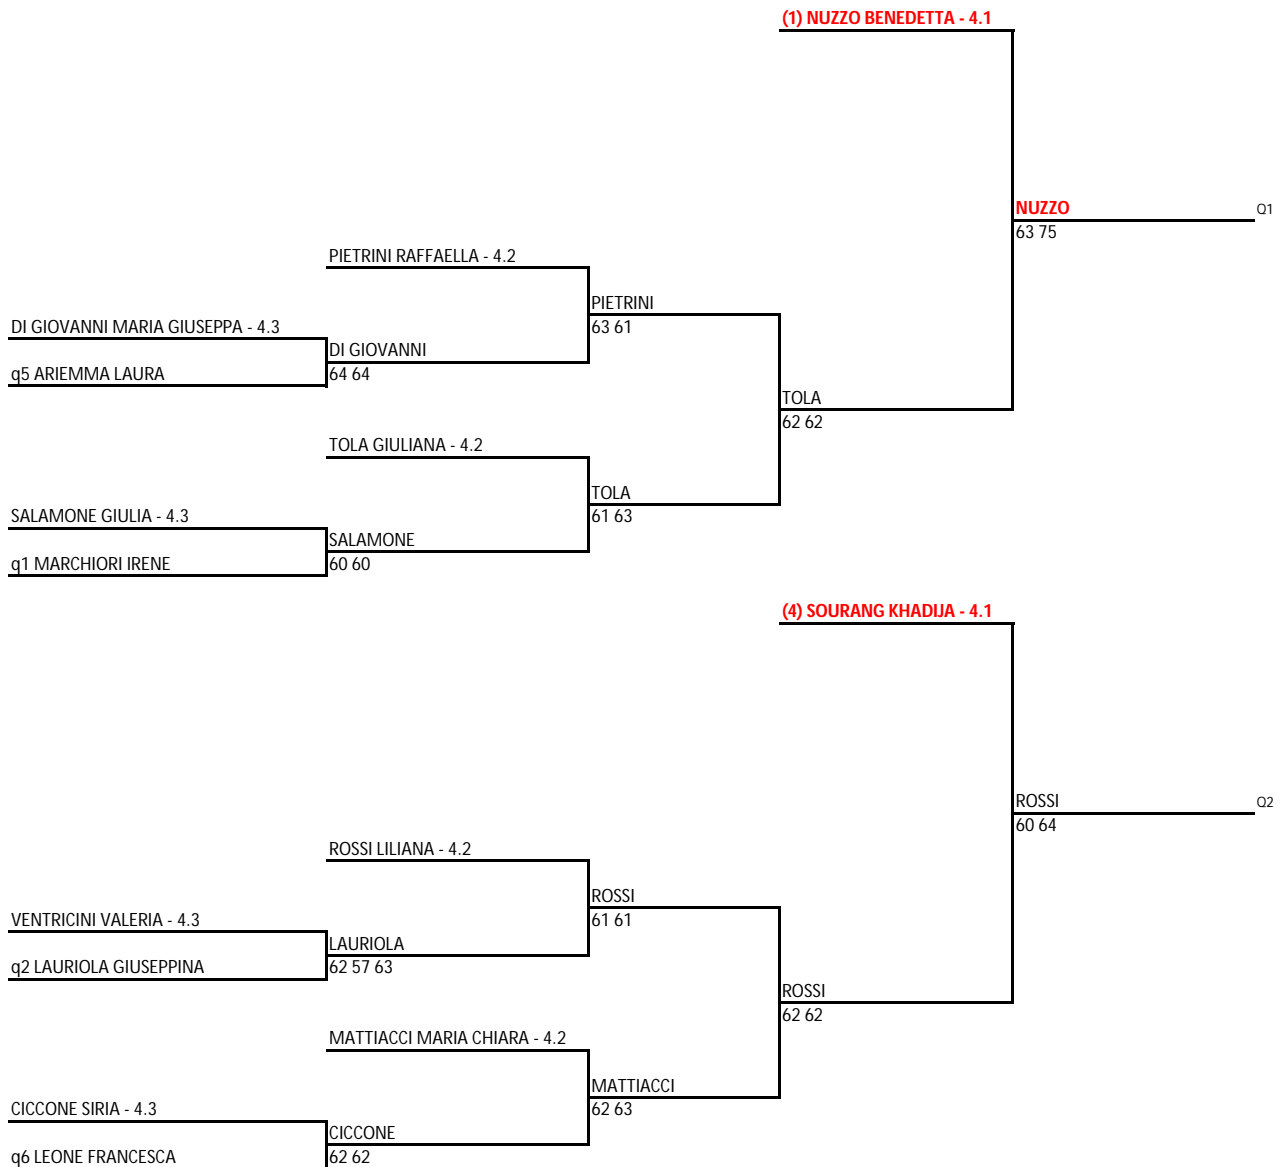 (1) NUZZO BENEDETTA - 4.1
NUZZO
Q1
63 75
PIETRINI RAFFAELLA - 4.2
PIETRINI
63 61
DI GIOVANNI MARIA GIUSEPPA - 4.3
DI GIOVANNI
q5 ARIEMMA LAURA
64 64
TOLA
62 62
TOLA GIULIANA - 4.2
TOLA
61 63
SALAMONE GIULIA - 4.3
SALAMONE
q1 MARCHIORI IRENE
60 60
(4) SOURANG KHADIJA - 4.1
ROSSI
Q2
60 64
ROSSI LILIANA - 4.2
ROSSI
61 61
VENTRICINI VALERIA - 4.3
LAURIOLA
q2 LAURIOLA GIUSEPPINA
62 57 63
ROSSI
62 62
MATTIACCI MARIA CHIARA - 4.2
MATTIACCI
62 63
CICCONE SIRIA - 4.3
CICCONE
q6 LEONE FRANCESCA
62 62